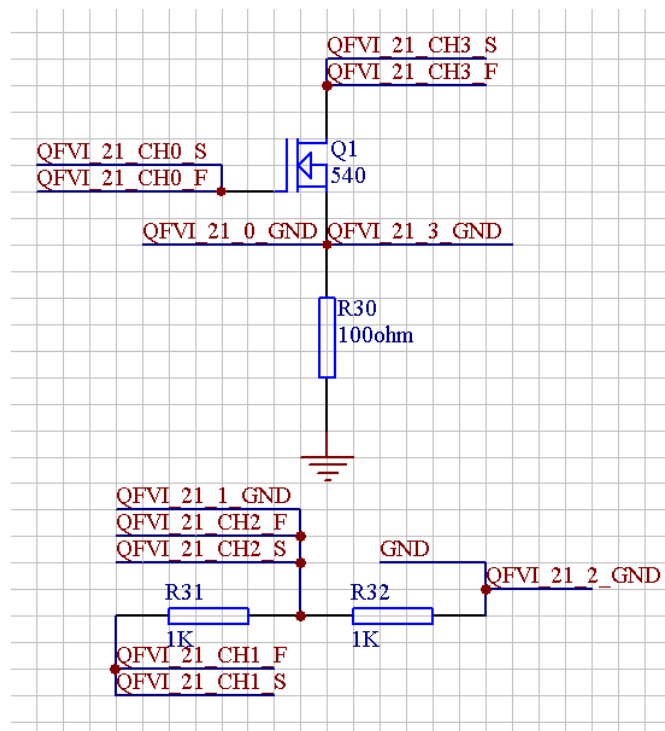 QFVI_21_CH3_S
QFVI_21_CH3_F
QFVI_21_CH0_S
QFVI_21_CH0_F
Q1
540
QFVI_21_0_GND
QFVI_21_3_GND
R30
100ohm
QFVI_21_1_GND
QFVI_21_CH2_F
QFVI_21_CH2_S
GND
QFVI_21_2_GND
R31
R32
1K
1K
QFVI_21_CH1_F
QFVI_21_CH1_S